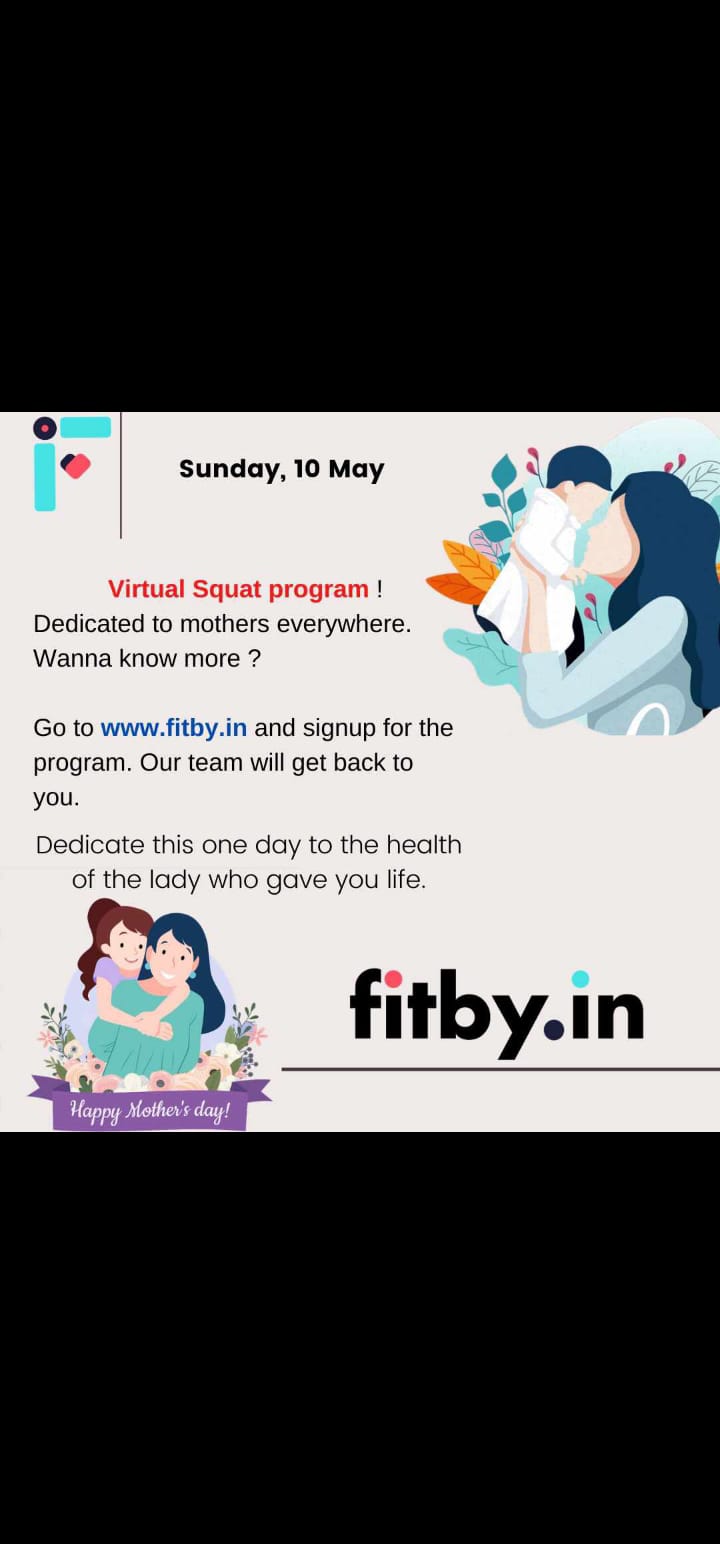 Sunday, 10 May
Virtual Squat program !
Dedicated to mothers everywhere.
Wanna know more ?
Go to www.fitby.in and signup for the
program. Our team will get back to
you.
Dedicate this one day to the health
of the lady who gave you life.
fitby.in
Happy Mother's day!